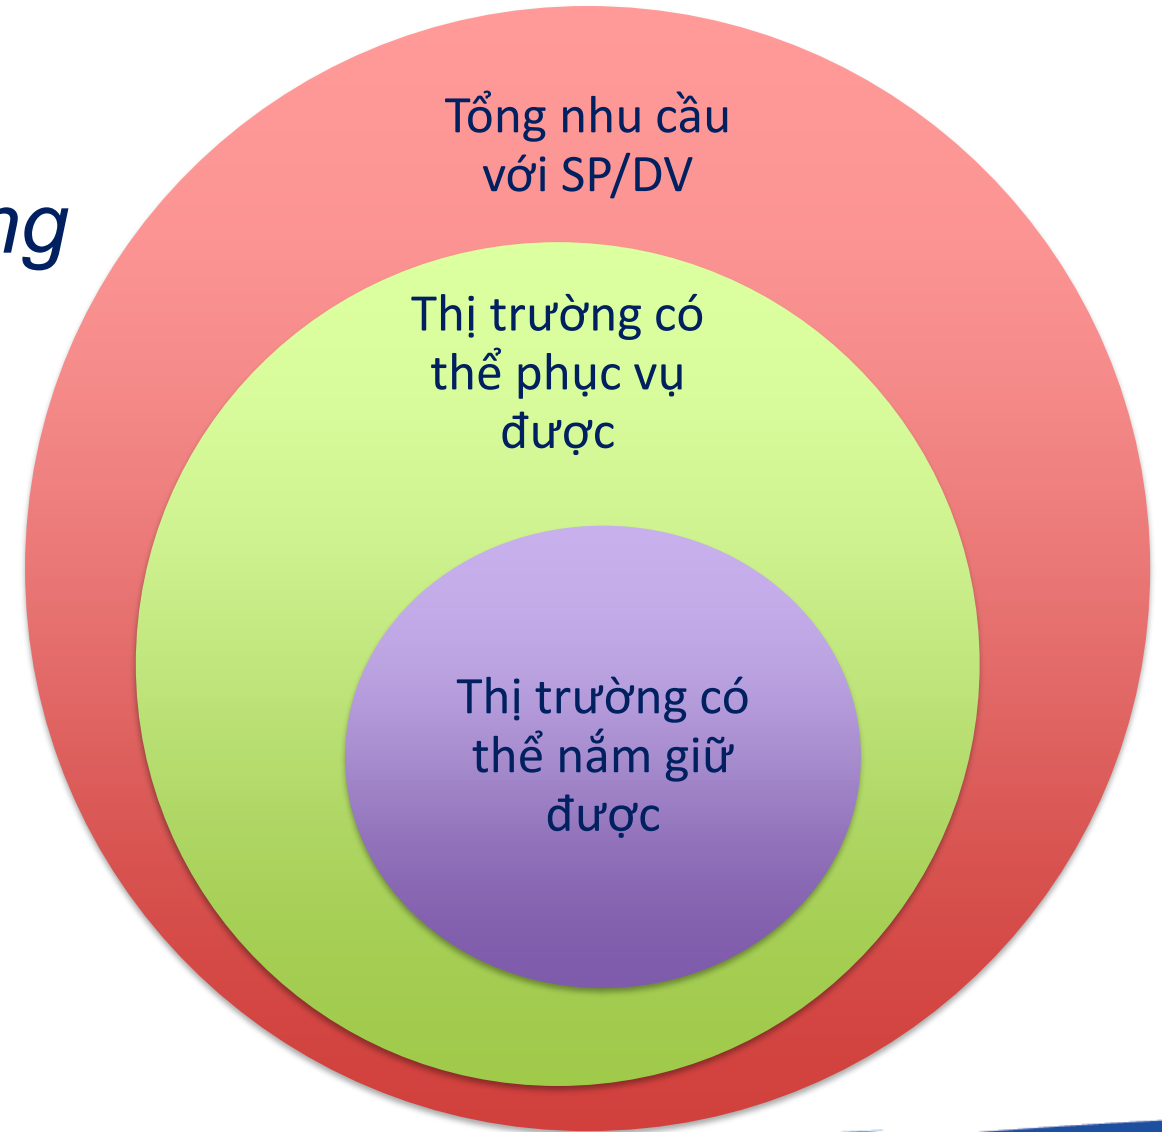 Tổng nhu cầu
với SP/DV
ng
Thị trường có
thể phục vụ
được
Thị trường có
thể nắm giữ
được